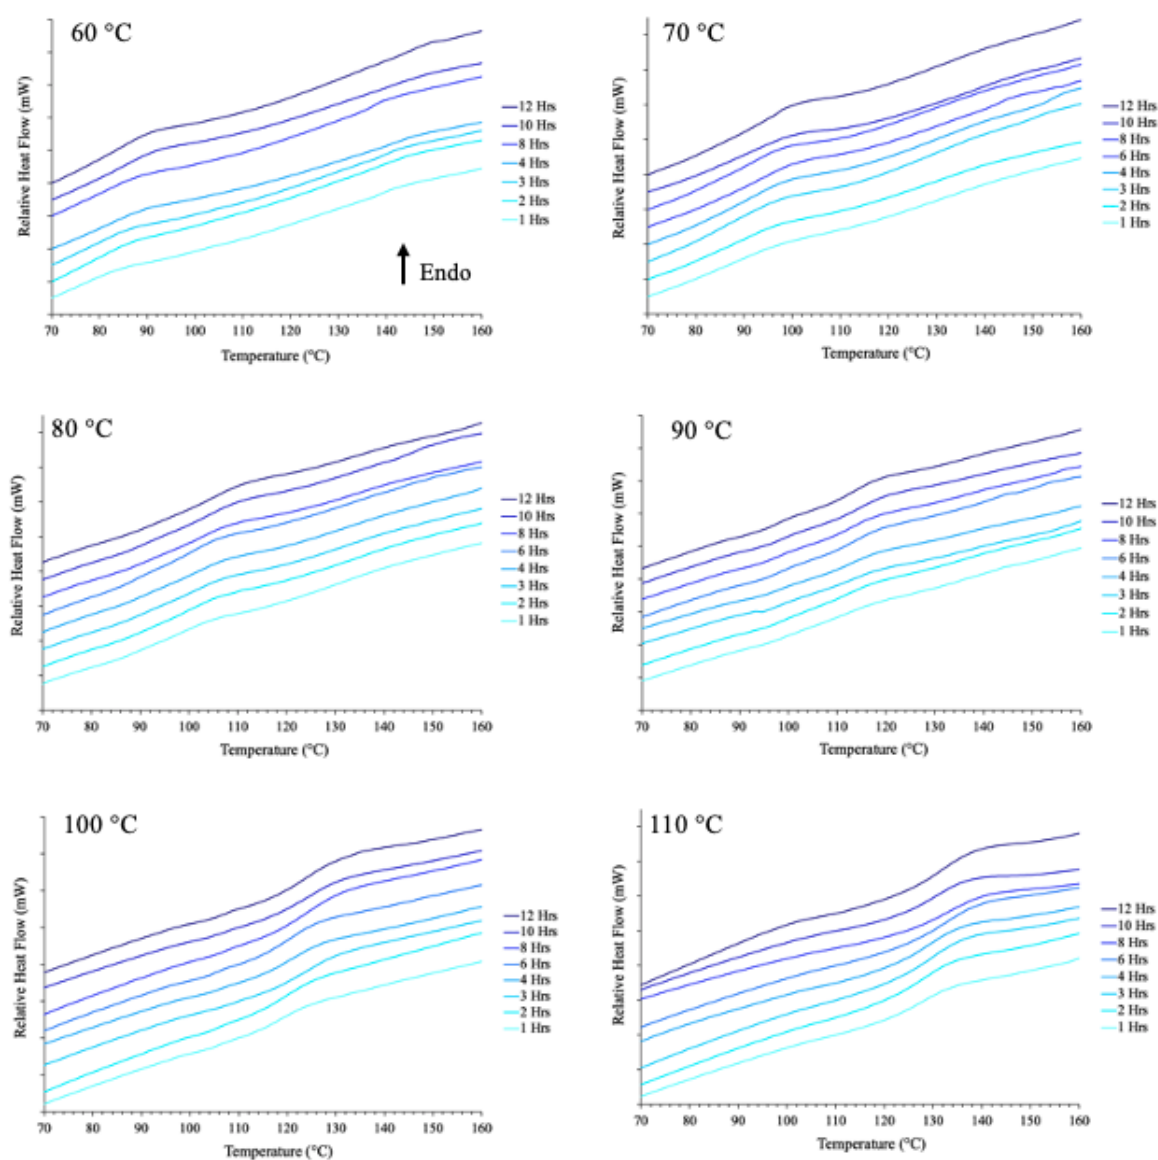 60 °C
Relative Heat Flow (mW)
12 Hrs
10 Hrs
8 Hrs
4 Hrs
3 Hrs
2 Hrs
1 Hrs
Endo
70 80 90 100 110 120 130 140 150 160
Temperature (°C)
70 °C
Relative Heat Flow (mW)
12 Hrs
10 Hrs
8 Hrs
6 Hrs
4 Hrs
3 Hrs
2 Hrs
1 Hrs
70 80 90 100 110 120 130 140 150 160
Temperature (°C)
80 °C
Relative Heat Flow (mW)
12 Hrs
10 Hrs
8 Hrs
6 Hrs
4 Hrs
3 Hrs
2 Hrs
1 Hrs
70 80 90 100 110 120 130 140 150 160
Temperature (°C)
90 °C
Relative Heat Flow (mW)
12 Hrs
10 Hrs
8 Hrs
6 Hrs
4 Hrs
3 Hrs
2 Hrs
1 Hrs
70 80 90 100 110 120 130 140 150 160
Temperature (°C)
100 °C
Relative Heat Flow (mW)
12 Hrs
10 Hrs
8 Hrs
6 Hrs
4 Hrs
3 Hrs
2 Hrs
1 Hrs
70 80 90 100 110 120 130 140 150 160
Temperature (°C)
110 °C
Relative Heat Flow (mW)
12 Hrs
10 Hrs
8 Hrs
6 Hrs
4 Hrs
3 Hrs
2 Hrs
1 Hrs
70 80 90 100 110 120 130 140 150 160
Temperature (°C)